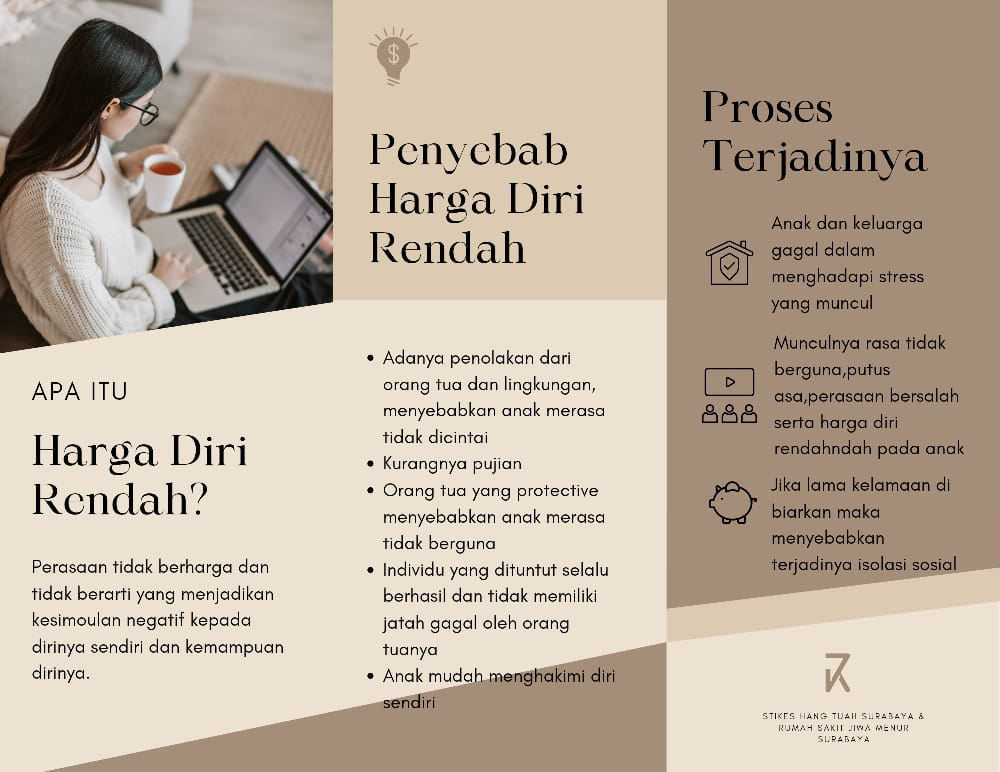 APA ITU
Harga Diri
Rendah?
Perasaan tidak berharga dan
tidak berarti yang menjadikan
kesimoulan negatif kepada
dirinya sendiri dan kemampuan
dirinya.
$
Penyebab
Harga Diri
Rendah
• Adanya penolakan dari
orang tua dan lingkungan,
menyebabkan anak merasa
tidak dicintai
• Kurangnya pujian
• Orang tua yang protective
menyebabkan anak merasa
tidak berguna
• Individu yang dituntut selalu
berhasil dan tidak memiliki
jatah gagal oleh orang
tuanya
• Anak mudah menghakimi diri
sendiri
Proses
Terjadinya
Anak dan keluarga
gagal dalam
menghadapi stress
yang muncul
Munculnya rasa tidak
berguna,putus
asa,perasaan bersalah
serta harga diri
rendahndah pada anak
Jika lama kelamaan di
biarkan maka
menyebabkan
terjadinya isolasi sosial
STIKES HANG TUAH SURABAYA &
RUMAH SAKIT JIWA MENUR
SURABAYA